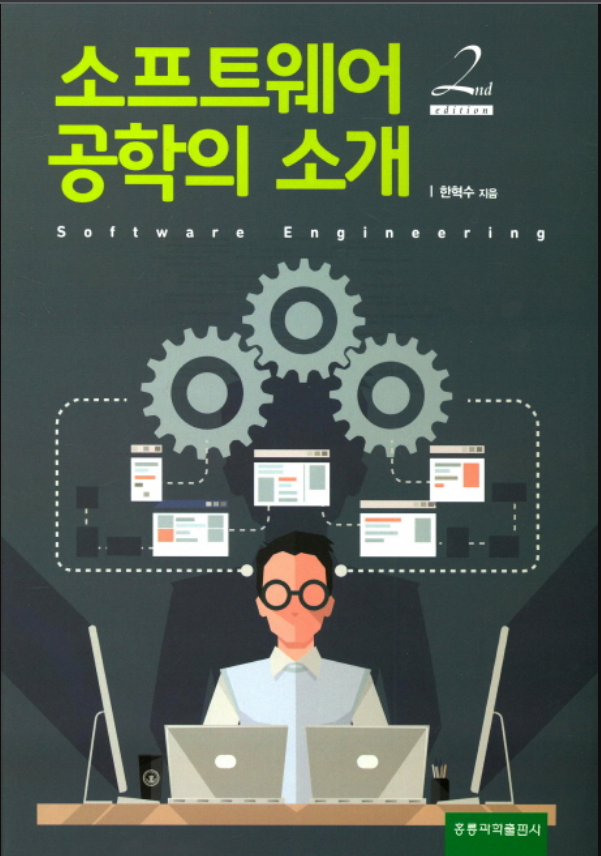 소프트웨어
공학의 소개
2nd
edition
한혁수 지음
Software Engineering
홍릉과학출판사